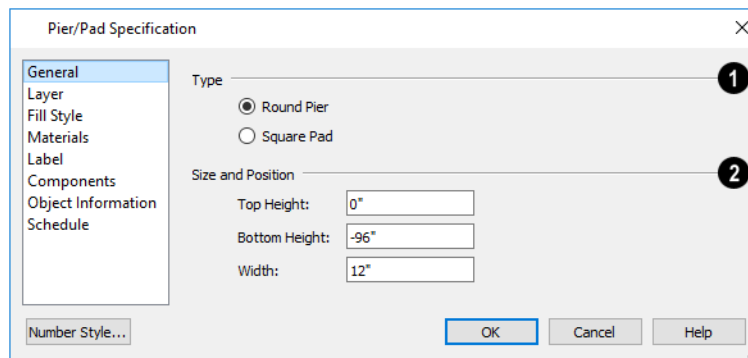 Pier/Pad Specification
General
Layer
Fill Style
Materials
Label
Components
Object Information
Schedule
Type
1
Round Pier
Square Pad
Size and Position
2
Top Height: 0"
Bottom Height: -96"
Width: 12"
Number Style...
OK
Cancel
Help